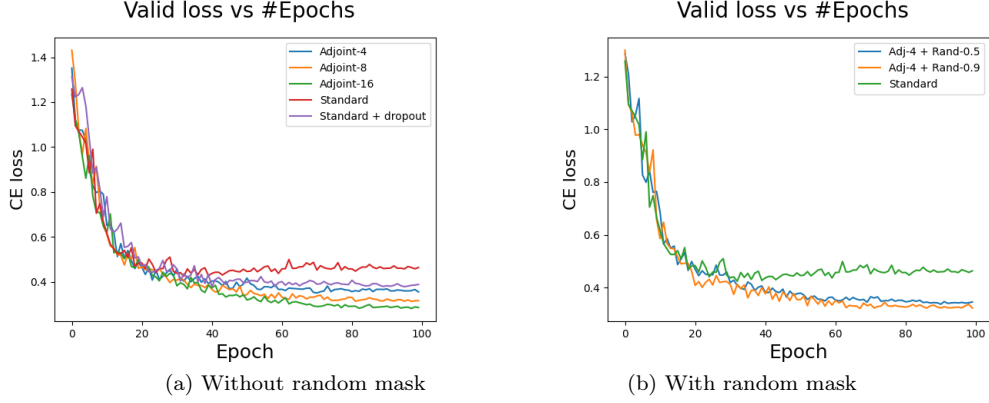 Valid loss vs #Epochs
Adjoint-4
Adjoint-8
Adjoint-16
Standard
Standard + dropout
1.4
1.2
1.0
0.8
0.6
0.4
CE loss
0
20
40
60
80
100
Epoch
(a) Without random mask
Valid loss vs #Epochs
Adj-4 + Rand-0.5
Adj-4 + Rand-0.9
Standard
1.2
1.0
0.8
0.6
0.4
CE loss
0
20
40
60
80
100
Epoch
(b) With random mask